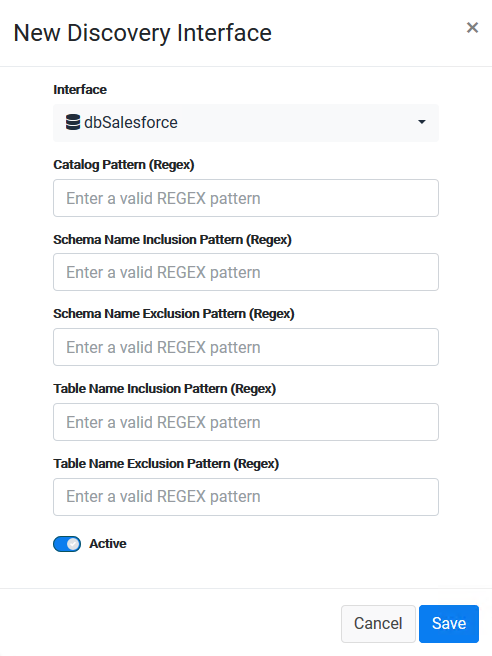 New Discovery Interface
×
Interface
dbSalesforce
Catalog Pattern (Regex)
Enter a valid REGEX pattern
Schema Name Inclusion Pattern (Regex)
Enter a valid REGEX pattern
Schema Name Exclusion Pattern (Regex)
Enter a valid REGEX pattern
Table Name Inclusion Pattern (Regex)
Enter a valid REGEX pattern
Table Name Exclusion Pattern (Regex)
Enter a valid REGEX pattern
Active
Cancel Save